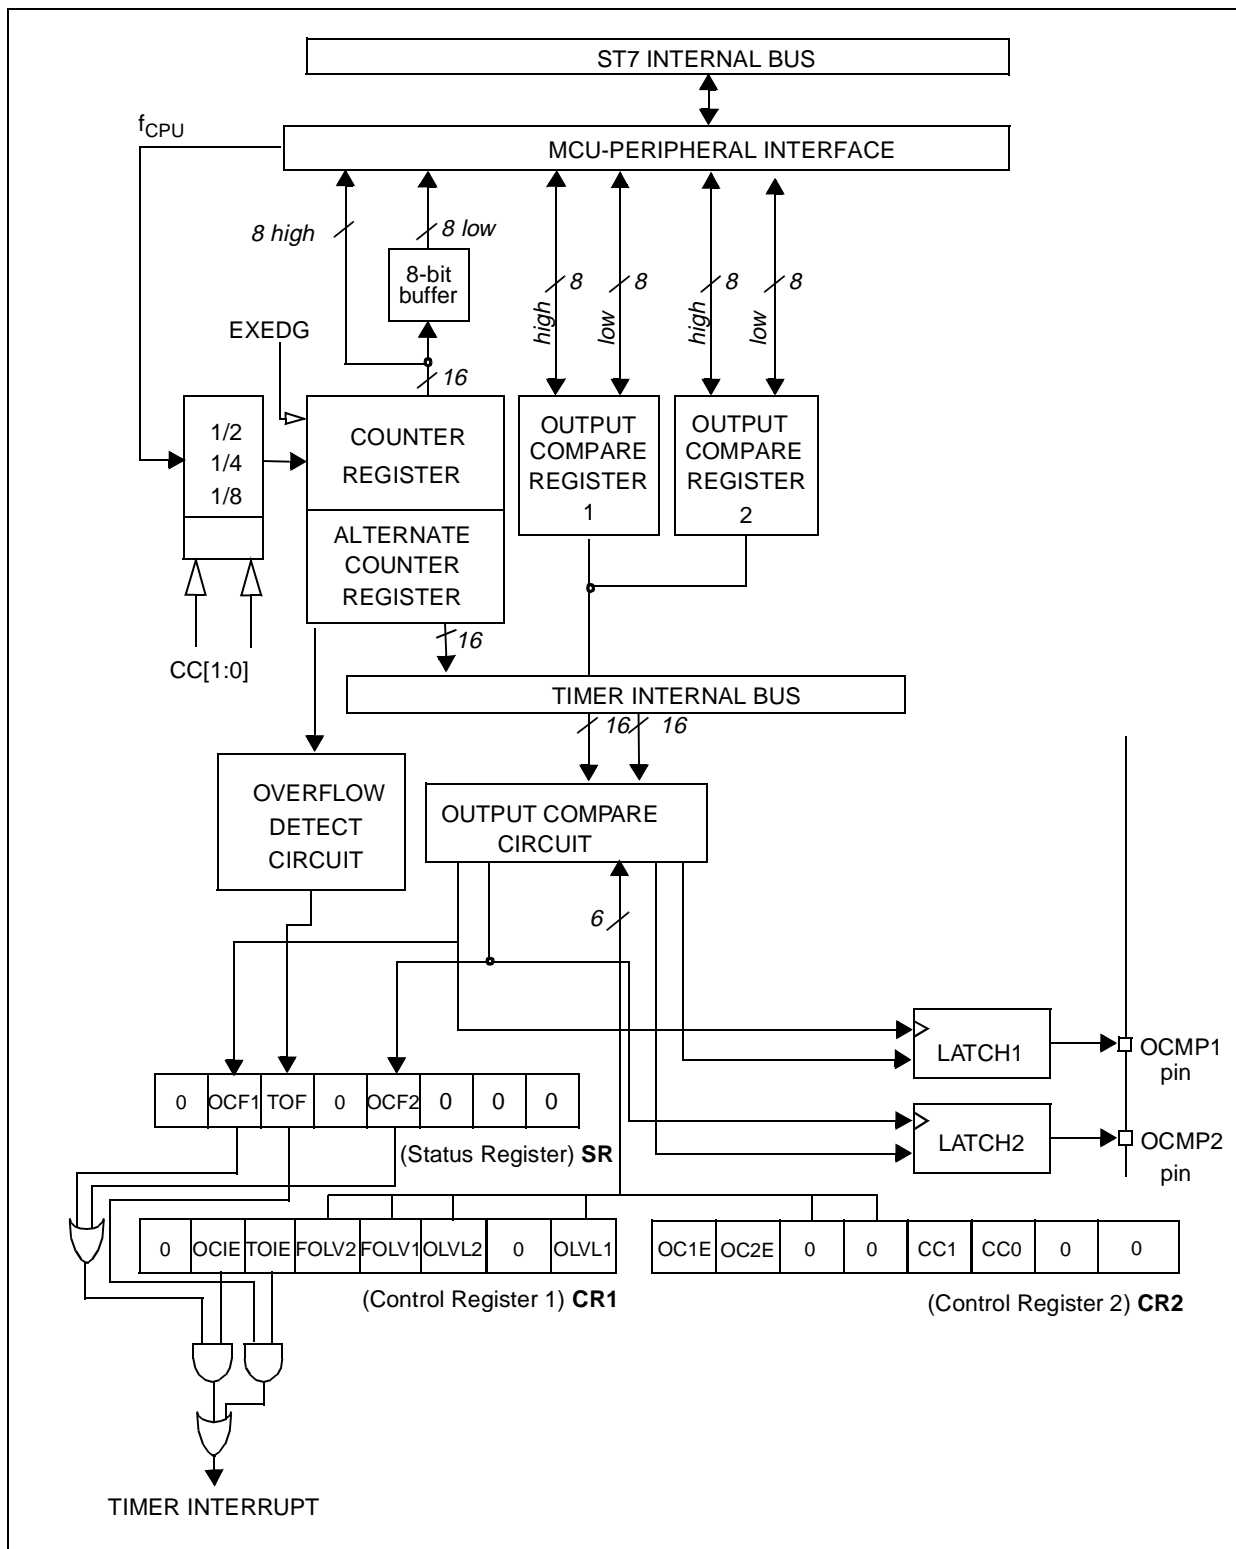 ST7 INTERNAL BUS
fCPU
MCU-PERIPHERAL INTERFACE
8 high
8 low
8-bit
buffer
8
8
8
8
high
low
high
low
EXEDG
16
1/2
1/4
1/8
COUNTER
REGISTER
OUTPUT
COMPARE
REGISTER
1
OUTPUT
COMPARE
REGISTER
2
ALTERNATE
COUNTER
REGISTER
16
CC[1:0]
TIMER INTERNAL BUS
16
16
OVERFLOW
DETECT
CIRCUIT
OUTPUT COMPARE
CIRCUIT
6
LATCH1
OCMP1
pin
LATCH2
OCMP2
pin
0 OCF1 TOF 0 OCF2 0 0 0
(Status Register) SR
0 OCIE TOIE FOLV2 FOLV1 OLVL2 0 OLVL1
(Control Register 1) CR1
OC1E OC2E 0 0 CC1 CC0 0 0
(Control Register 2) CR2
TIMER INTERRUPT